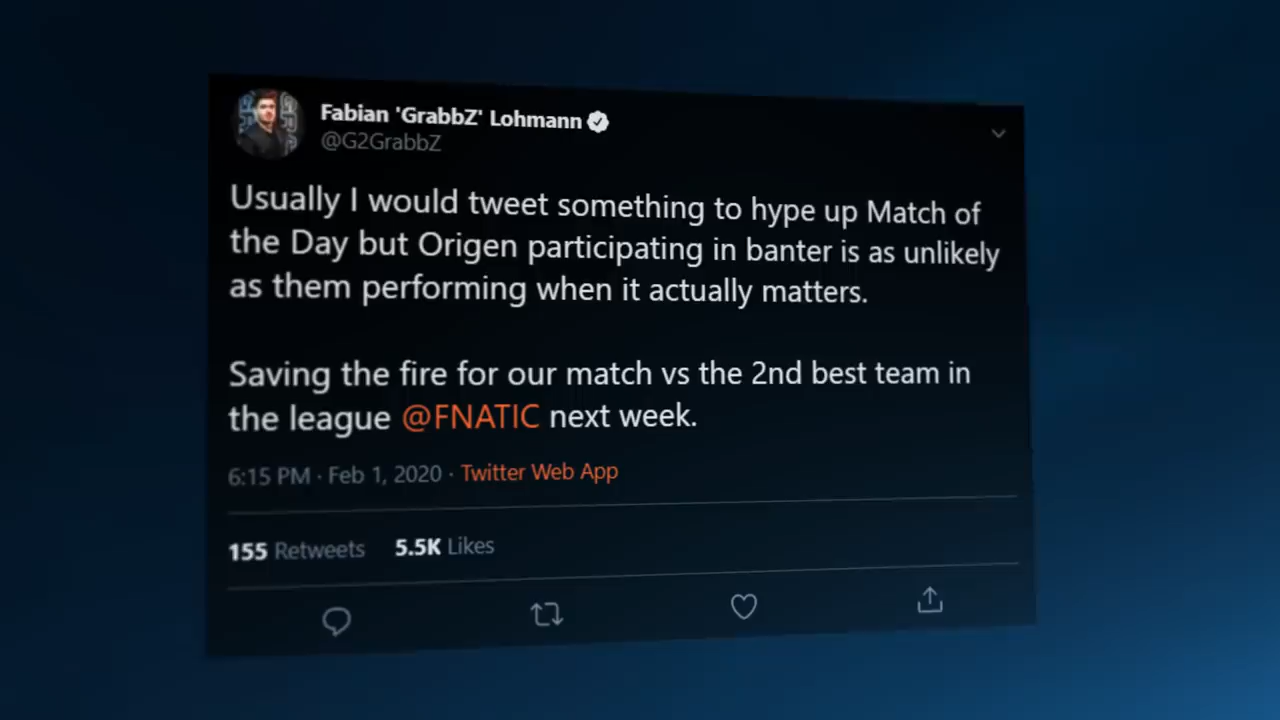 Fabian 'GrabbZ' Lohmann
@G2GrabbZ
Usually I would tweet something to hype up Match of
the Day but Origen participating in banter is as unlikely
as them performing when it actually matters.
Saving the fire for our match vs the 2nd best team in
the league @FNATIC next week.
6:15 PM · Feb 1, 2020 · Twitter Web App
155 Retweets 5.5K Likes